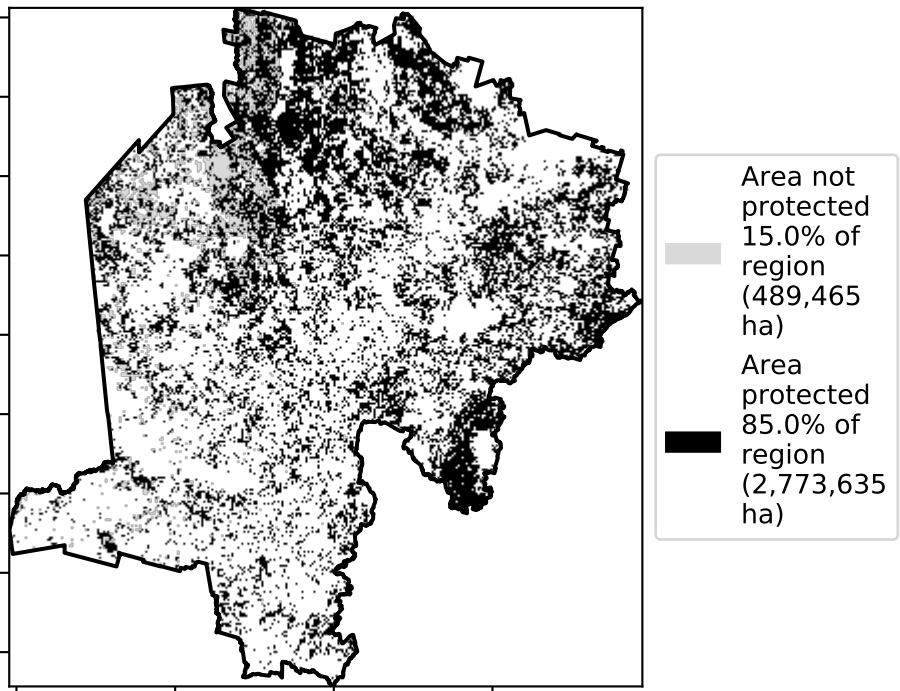 Area not
protected
15.0% of
region
(489,465
ha)
Area
protected
85.0% of
region
(2,773,635
ha)